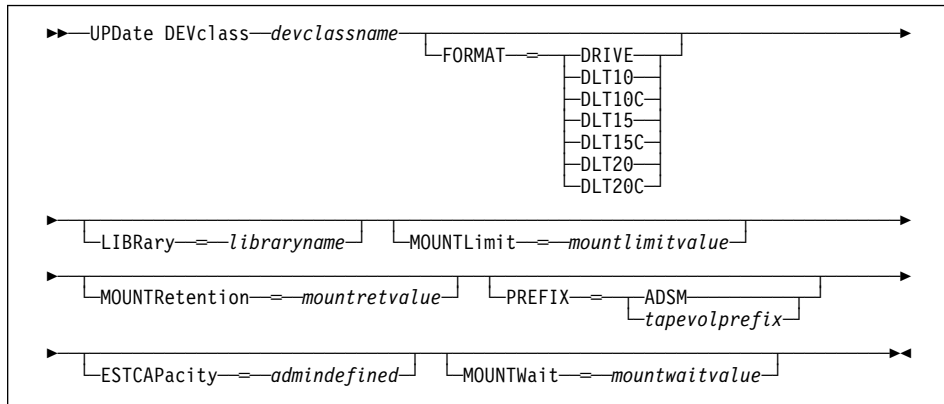 UPDate DEVclass devclassname
FORMAT = DRIVE
DLT10
DLT10C
DLT15
DLT15C
DLT20
DLT20C
LIBRary = libraryname MOUNTLimit = mountlimitvalue
MOUNTRetention = mountretvalue PREFIX = ADSM
tapevolprefix
ESTCAPacity = admindefined MOUNTWait = mountwaitvalue